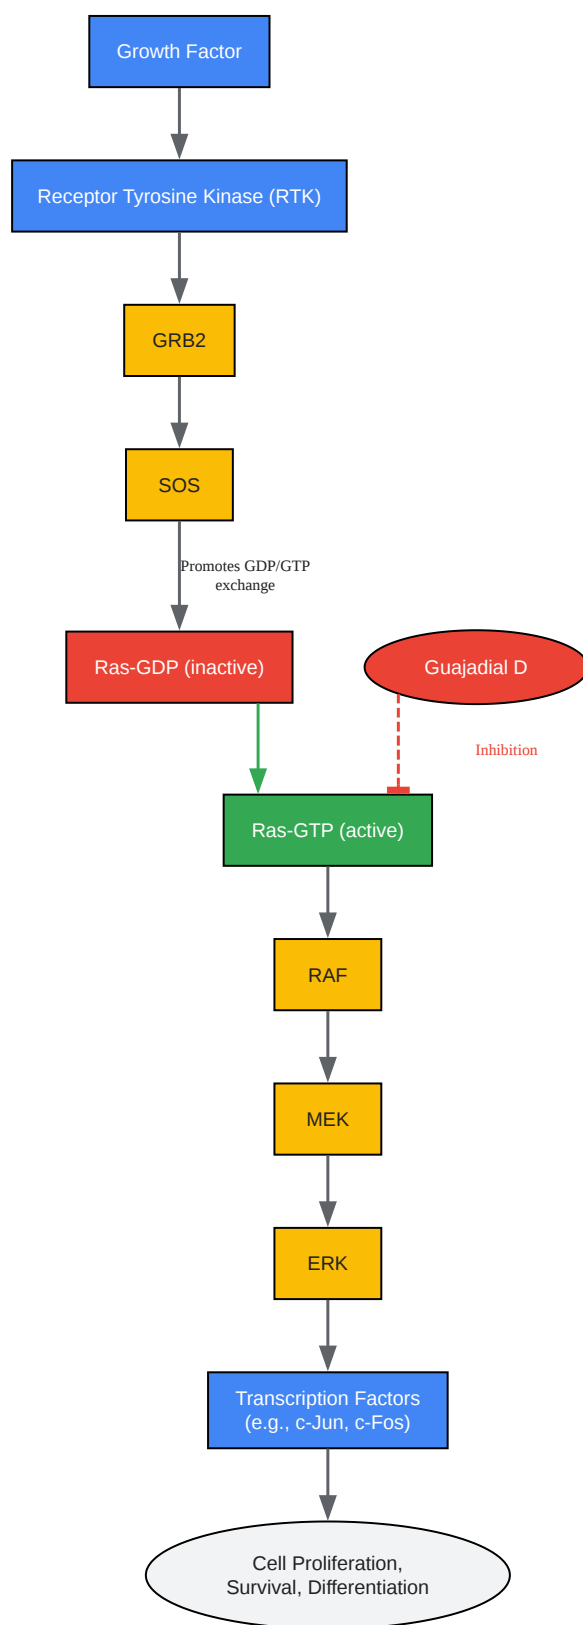 Growth Factor
Receptor Tyrosine Kinase (RTK)
GRB2
SOS
Promotes GDP/GTP
exchange
Ras-GDP (inactive)
Guajadial D
Inhibition
Ras-GTP (active)
RAF
MEK
ERK
Transcription Factors
(e.g., c-Jun, c-Fos)
Cell Proliferation,
Survival, Differentiation